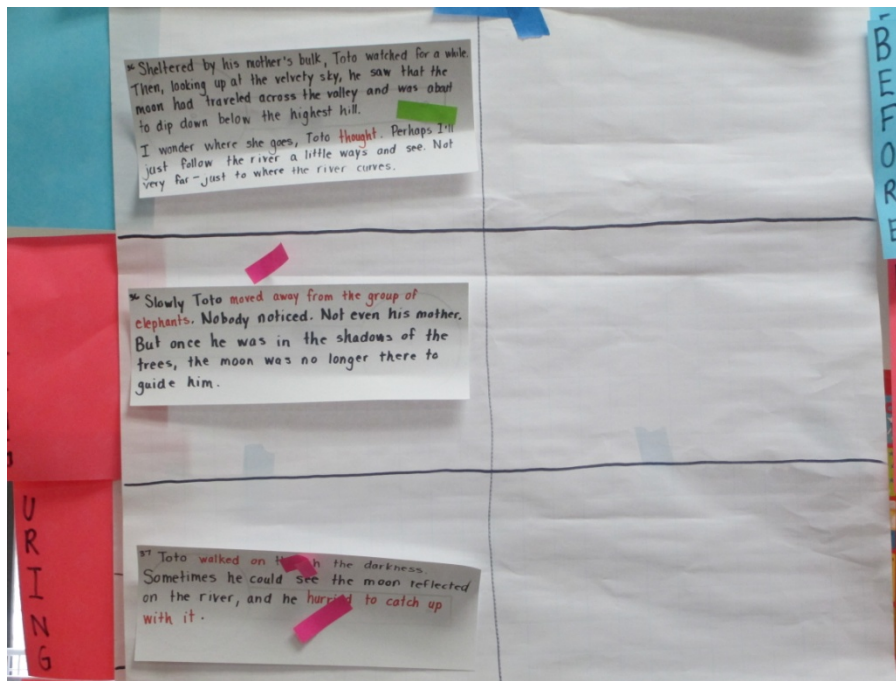 36 Sheltered by his mother's bulk, Toto watched for a while.
Then, looking up at the velvety sky, he saw that the
moon had traveled across the valley and was about
to dip down below the highest hill.
I wonder where she goes, Toto thought. Perhaps I'll
just follow the river a little ways and see. Not
very far - just to where the river curves.
36 Slowly Toto moved away from the group of
elephants. Nobody noticed. Not even his mother.
But once he was in the shadows of the
trees, the moon was no longer there to
guide him.
37 Toto walked on the darkness.
Sometimes he could see the moon reflected
on the river, and he hurried to catch up
with it.
BEFORE
URING